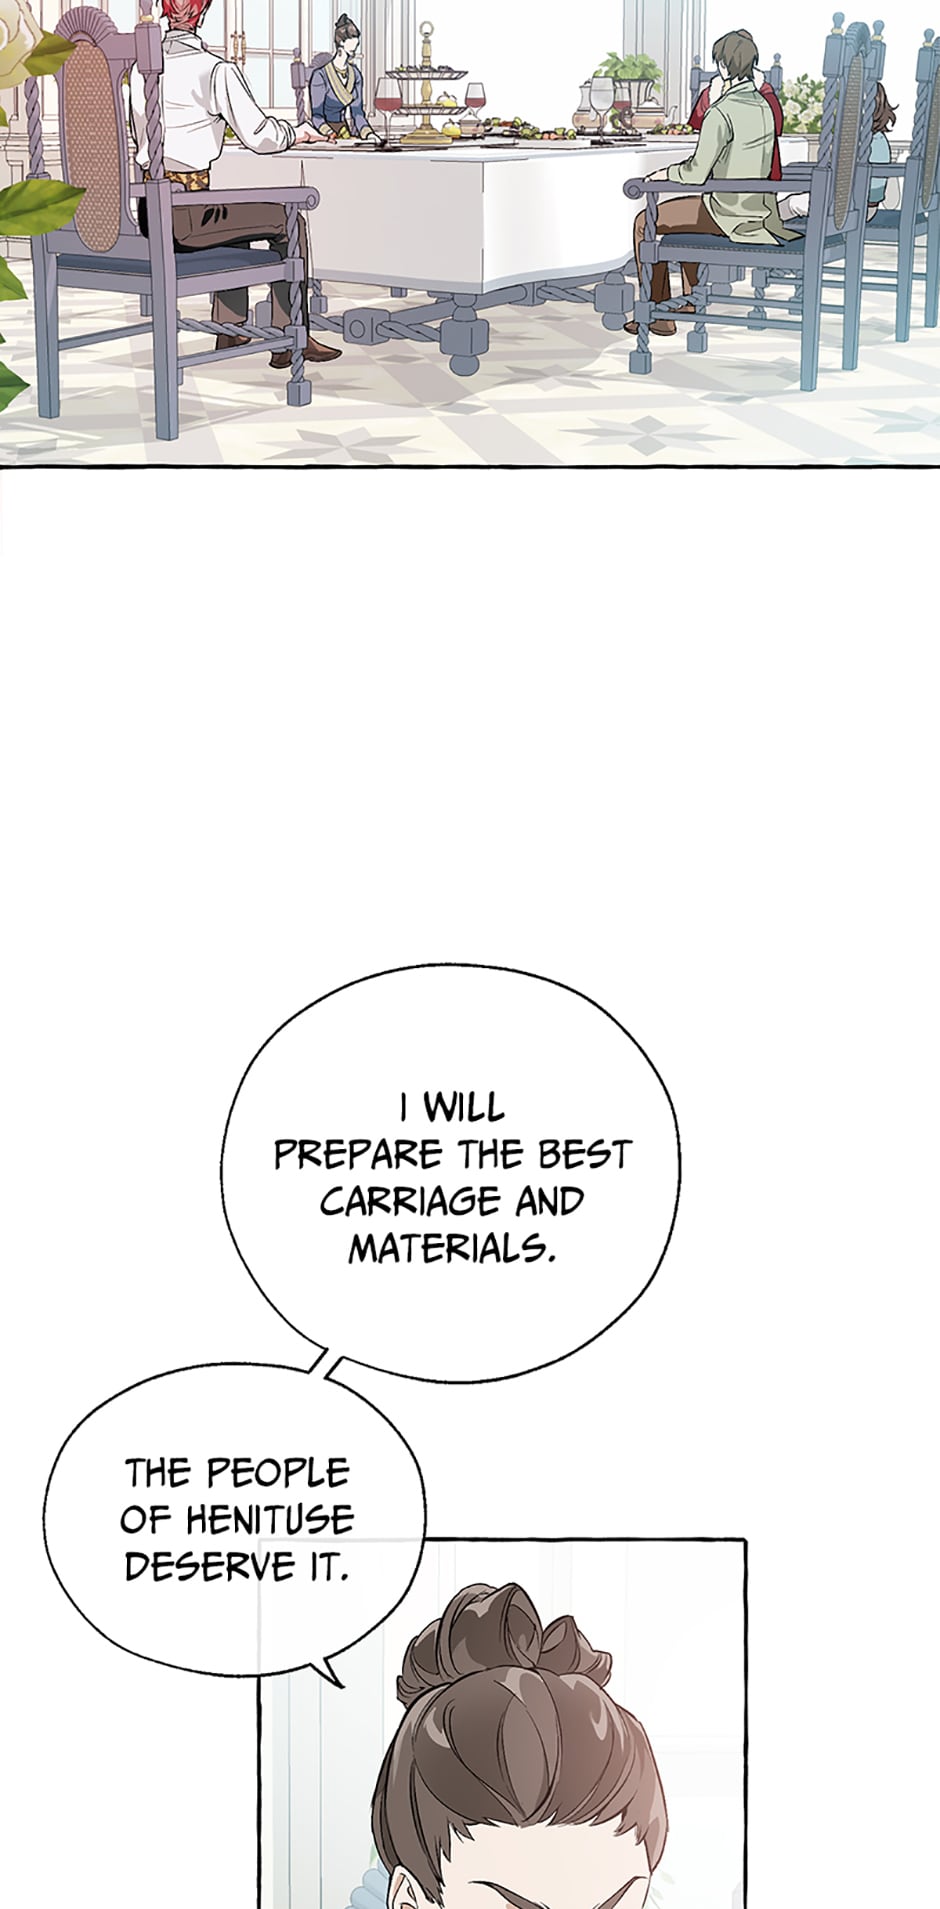 I WILL
PREPARE THE BEST
CARRIAGE AND
MATERIALS.
THE PEOPLE
OF HENITUSE
DESERVE IT.